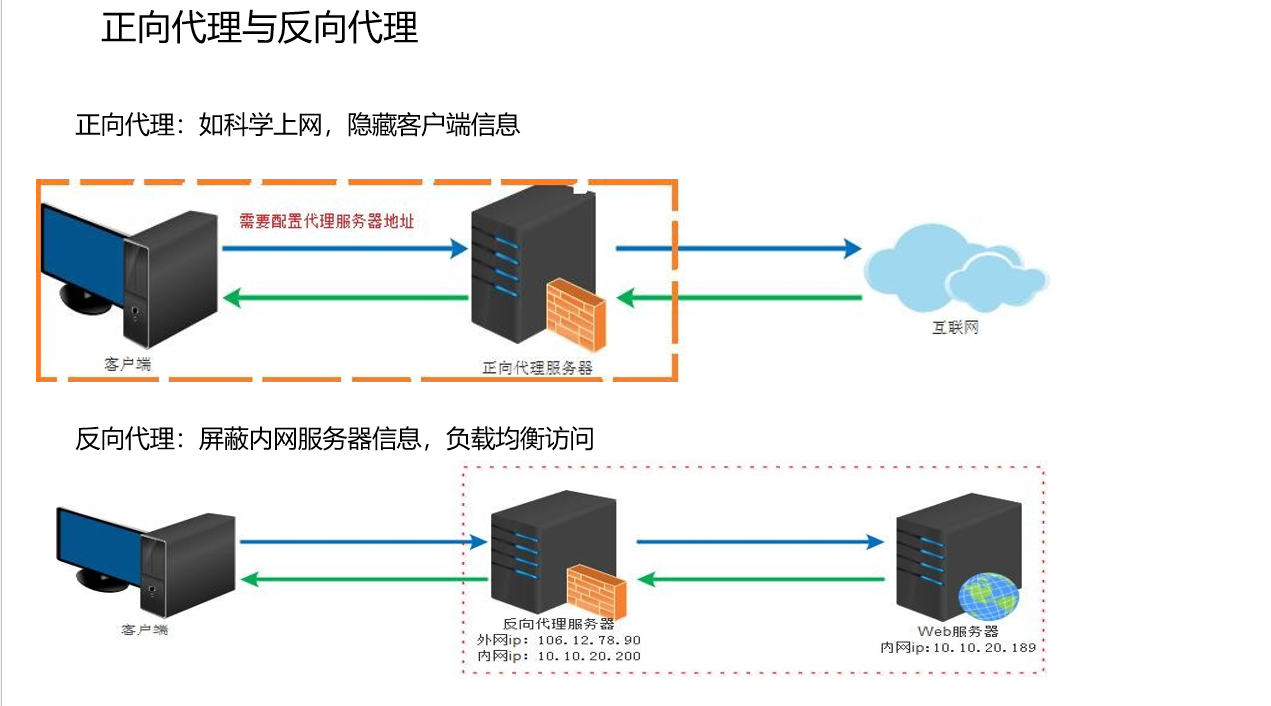 正向代理与反向代理
正向代理：如科学上网，隐藏客户端信息
需要配置代理服务器地址
客户端
正向代理服务器
互联网
反向代理：屏蔽内网服务器信息，负载均衡访问
客户端
反向代理服务器
外网ip：106.12.78.90
内网ip：10.10.20.200
Web服务器
内网ip:10.10.20.189